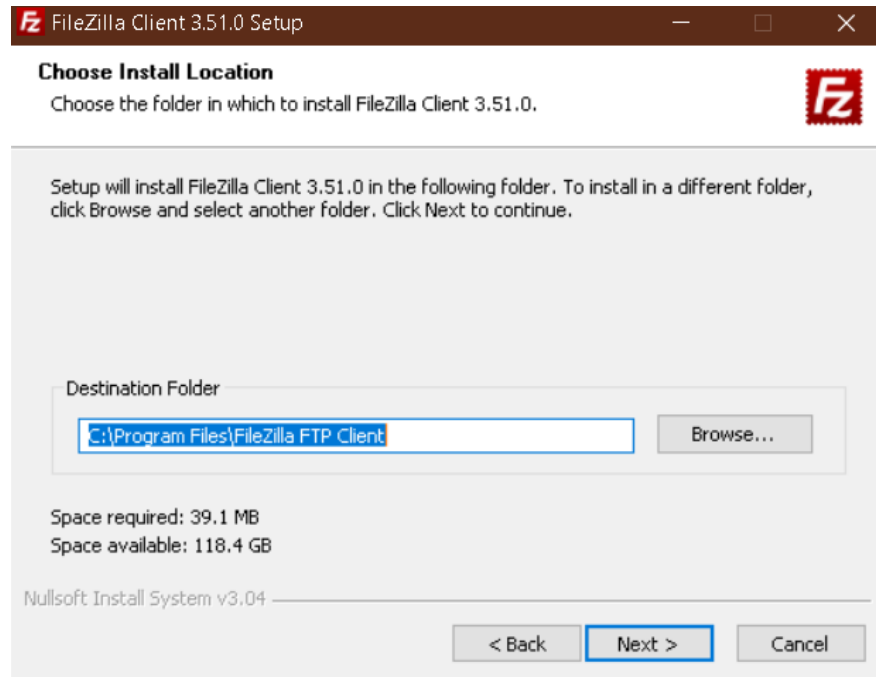 Fz FileZilla Client 3.51.0 Setup
Choose Install Location
Choose the folder in which to install FileZilla Client 3.51.0.
Fz
Setup will install FileZilla Client 3.51.0 in the following folder. To install in a different folder,
click Browse and select another folder. Click Next to continue.
Destination Folder
C:\Program Files\FileZilla FTP Client
Browse...
Space required: 39.1 MB
Space available: 118.4 GB
Nullsoft Install System v3.04
< Back Next > Cancel